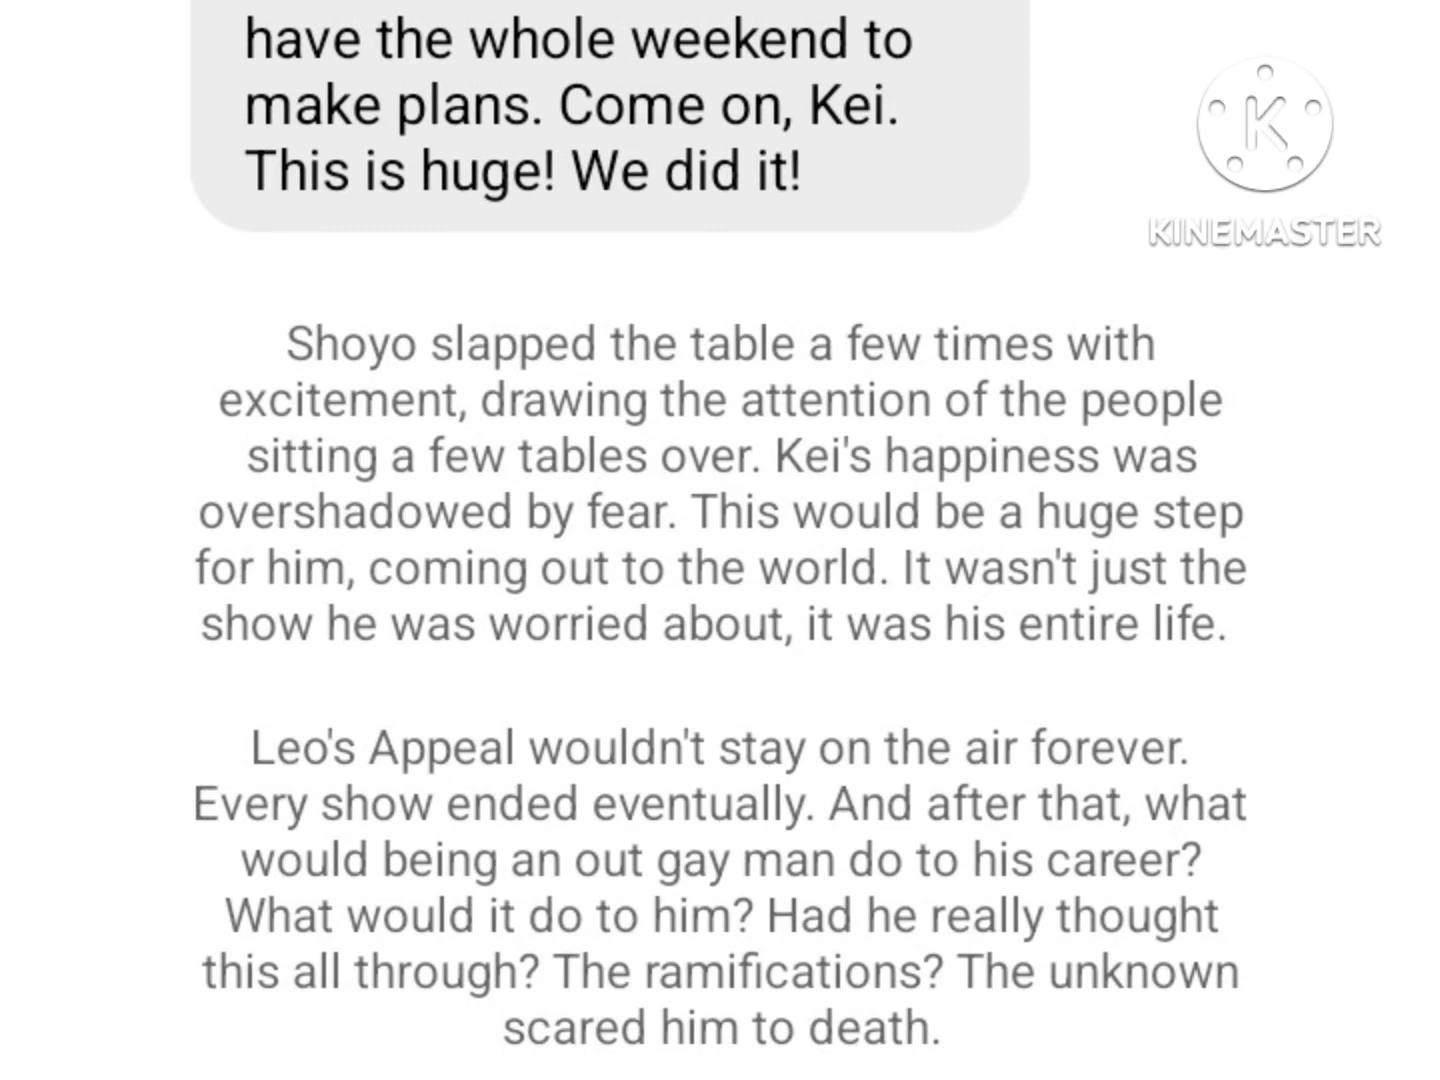 have the whole weekend to
make plans. Come on, Kei.
This is huge! We did it!
K
KINEMASTER
Shoyo slapped the table a few times with
excitement, drawing the attention of the people
sitting a few tables over. Kei's happiness was
overshadowed by fear. This would be a huge step
for him, coming out to the world. It wasn't just the
show he was worried about, it was his entire life.
Leo's Appeal wouldn't stay on the air forever.
Every show ended eventually. And after that, what
would being an out gay man do to his career?
What would it do to him? Had he really thought
this all through? The ramifications? The unknown
scared him to death.